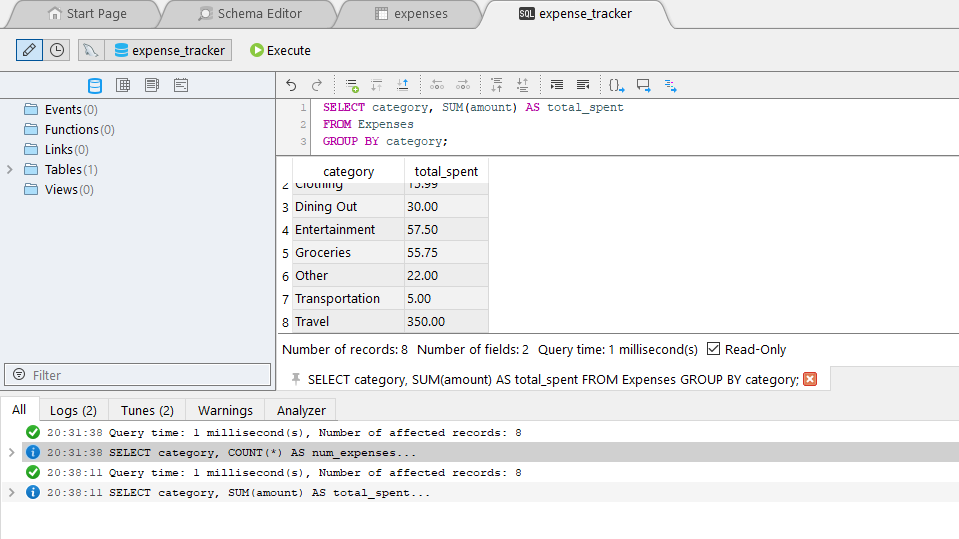 Start Page
Schema Editor
expenses
SQL expense_tracker
expense_tracker
Execute
Events(0)
Functions(0)
Links(0)
Tables(1)
Views(0)
Filter
1 SELECT category, SUM(amount) AS total_spent
2 FROM Expenses
3 GROUP BY category;
category total_spent
2 Clothing 15.99
3 Dining Out 30.00
4 Entertainment 57.50
5 Groceries 55.75
6 Other 22.00
7 Transportation 5.00
8 Travel 350.00
Number of records: 8 Number of fields: 2 Query time: 1 millisecond(s) Read-Only
SELECT category, SUM(amount) AS total_spent FROM Expenses GROUP BY category;
All Logs (2) Tunes (2) Warnings Analyzer
20:31:38 Query time: 1 millisecond(s), Number of affected records: 8
20:31:38 SELECT category, COUNT(*) AS num_expenses...
20:38:11 Query time: 1 millisecond(s), Number of affected records: 8
20:38:11 SELECT category, SUM(amount) AS total_spent...